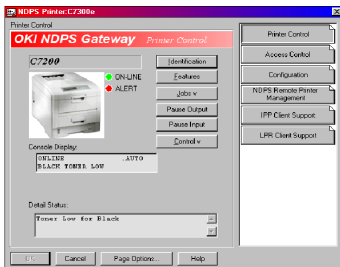 NDPS Printer:C7300e
Printer Control
OKI NDPS Gateway Printer Control
C7200
ON-LINE
ALERT
Identification
Features
Jobs v
Pause Output
Pause Input
Control v
Console Display:
ONLINE .AUTO
BLACK TONER LOW
Detail Status:
Toner Low for Black
OK
Cancel
Page Options...
Help
Printer Control
Access Control
Configuration
NDPS Remote Printer
Management
IPP Client Support
LPR Client Support